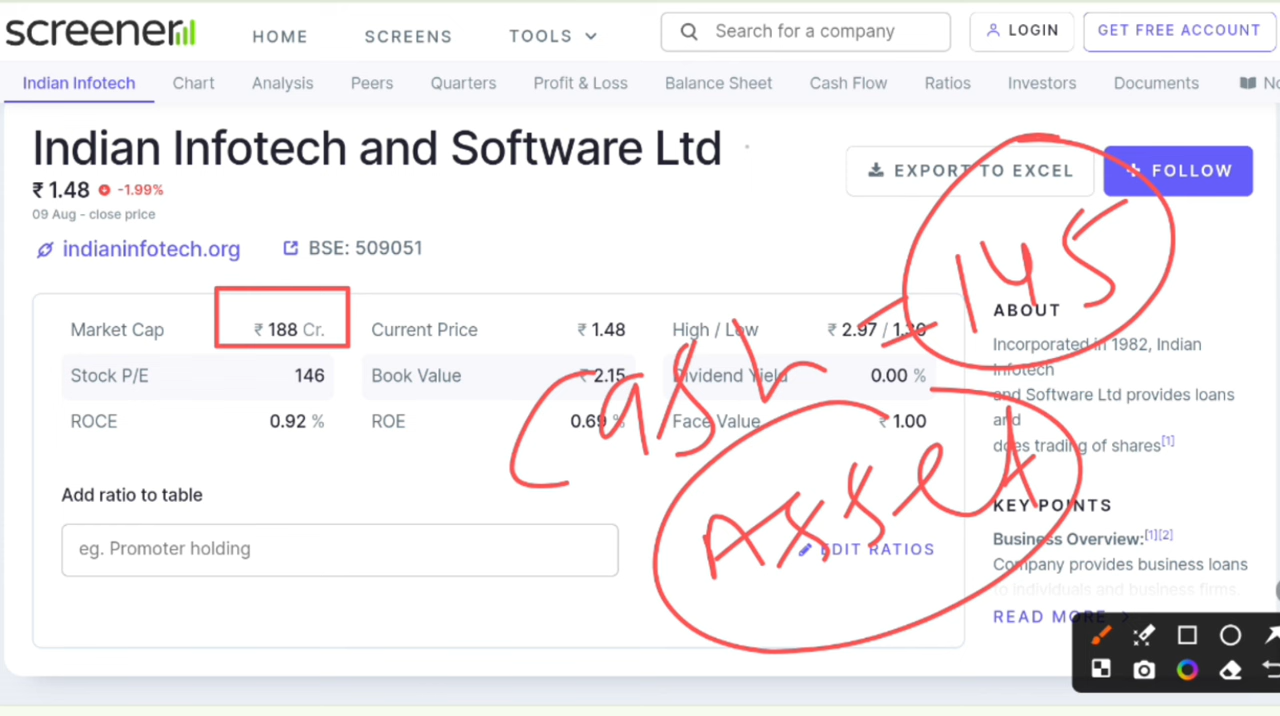 screener HOME SCREENS TOOLS Search for a company LOGIN GET FREE ACCOUNT
Indian Infotech Chart Analysis Peers Quarters Profit & Loss Balance Sheet Cash Flow Ratios Investors Documents No
Indian Infotech and Software Ltd
EXPORT TO EXCEL + FOLLOW
₹ 1.48 -1.99%
09 Aug - close price
indianinfotech.org BSE: 509051
Market Cap ₹ 188 Cr. Current Price ₹ 1.48 High / Low ₹ 2.97 / 1.30
Stock P/E 146 Book Value ₹ 2.15 Dividend Yield 0.00 %
ROCE 0.92 % ROE 0.69 % Face Value ₹ 1.00
Add ratio to table
eg. Promoter holding
EDIT RATIOS
Cash = 145
Asset
ABOUT
Incorporated in 1982, Indian
Infotech
and Software Ltd provides loans
and
does trading of shares[1]
KEY POINTS
Business Overview:[1][2]
Company provides business loans
to individuals and business firms.
READ MORE